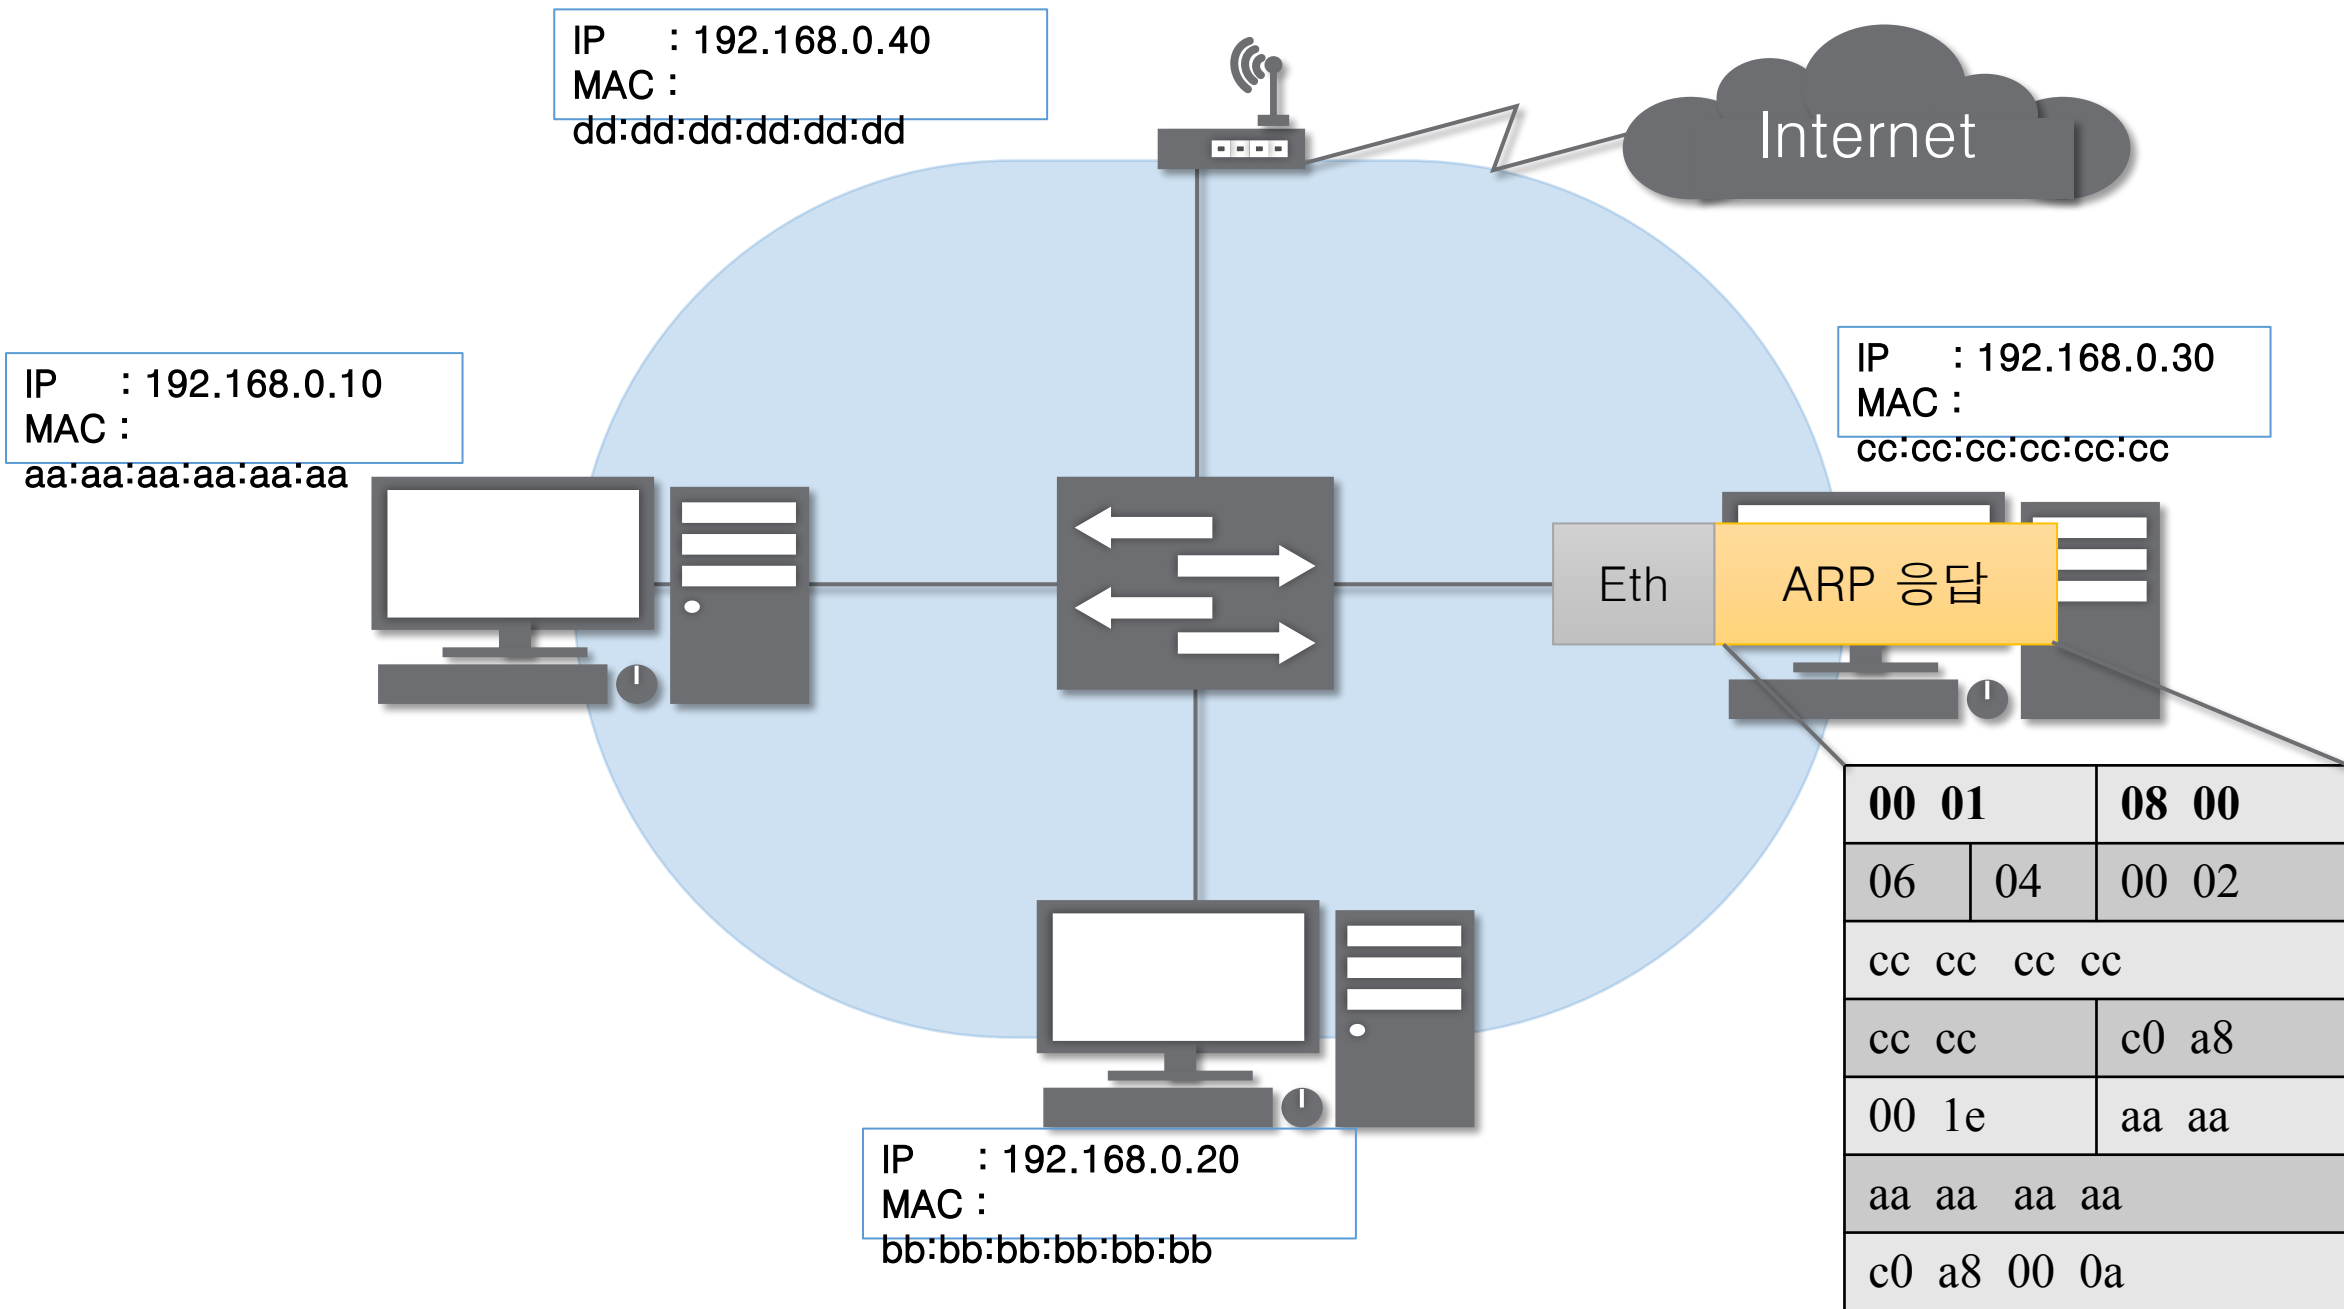 IP : 192.168.0.40
MAC :
dd:dd:dd:dd:dd:dd
Internet
IP : 192.168.0.10
MAC :
aa:aa:aa:aa:aa:aa
IP : 192.168.0.30
MAC :
cc:cc:cc:cc:cc:cc
Eth ARP 응답
00 01 08 00
06 04 00 02
cc cc cc cc
cc cc c0 a8
00 1e aa aa
aa aa aa aa
c0 a8 00 0a
IP : 192.168.0.20
MAC :
bb:bb:bb:bb:bb:bb